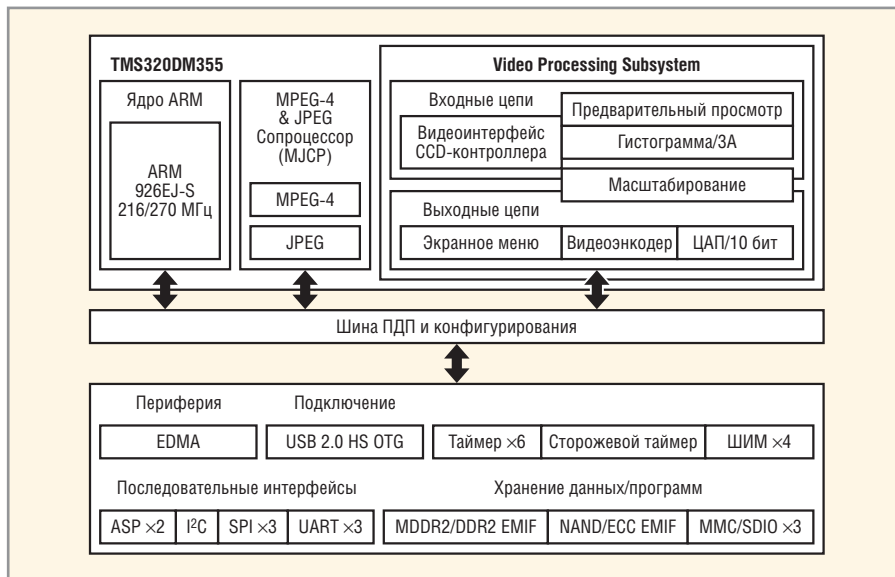 TMS320DM355
Ядро ARM
ARM
926EJ-S
216/270 МГц
MPEG-4
& JPEG
Сопроцессор
(MJCP)
MPEG-4
JPEG
Video Processing Subsystem
Входные цепи
Видеоинтерфейс
CCD-контроллера
Предварительный просмотр
Гистограмма/3А
Масштабирование
Выходные цепи
Экранное меню
Видеоэнкодер
ЦАП/10 бит
Шина ПДП и конфигурирования
Периферия
EDMA
Подключение
USB 2.0 HS OTG
Таймер ×6
Сторожевой таймер
ШИМ ×4
Последовательные интерфейсы
ASP ×2
I²C
SPI ×3
UART ×3
Хранение данных/программ
MDDR2/DDR2 EMIF
NAND/ECC EMIF
MMC/SDIO ×3